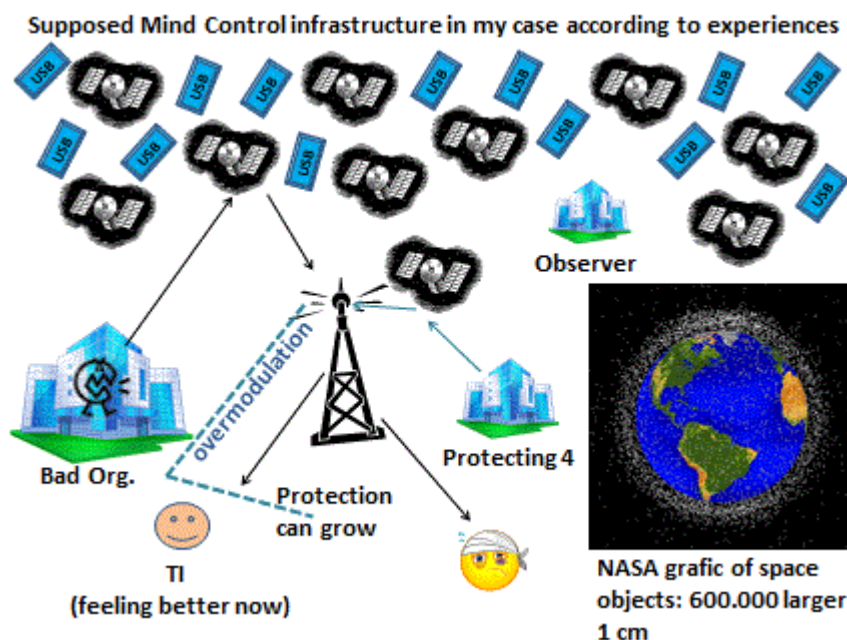 Supposed Mind Control infrastructure in my case according to experiences
USB
USB
USB
USB
USB
USB
USB
USB
USB
USB
USB
USB
USB
Observer
overmodulation
Bad Org.
Protecting 4
Protection
can grow
TI
(feeling better now)
NASA grafic of space
objects: 600.000 larger
1 cm